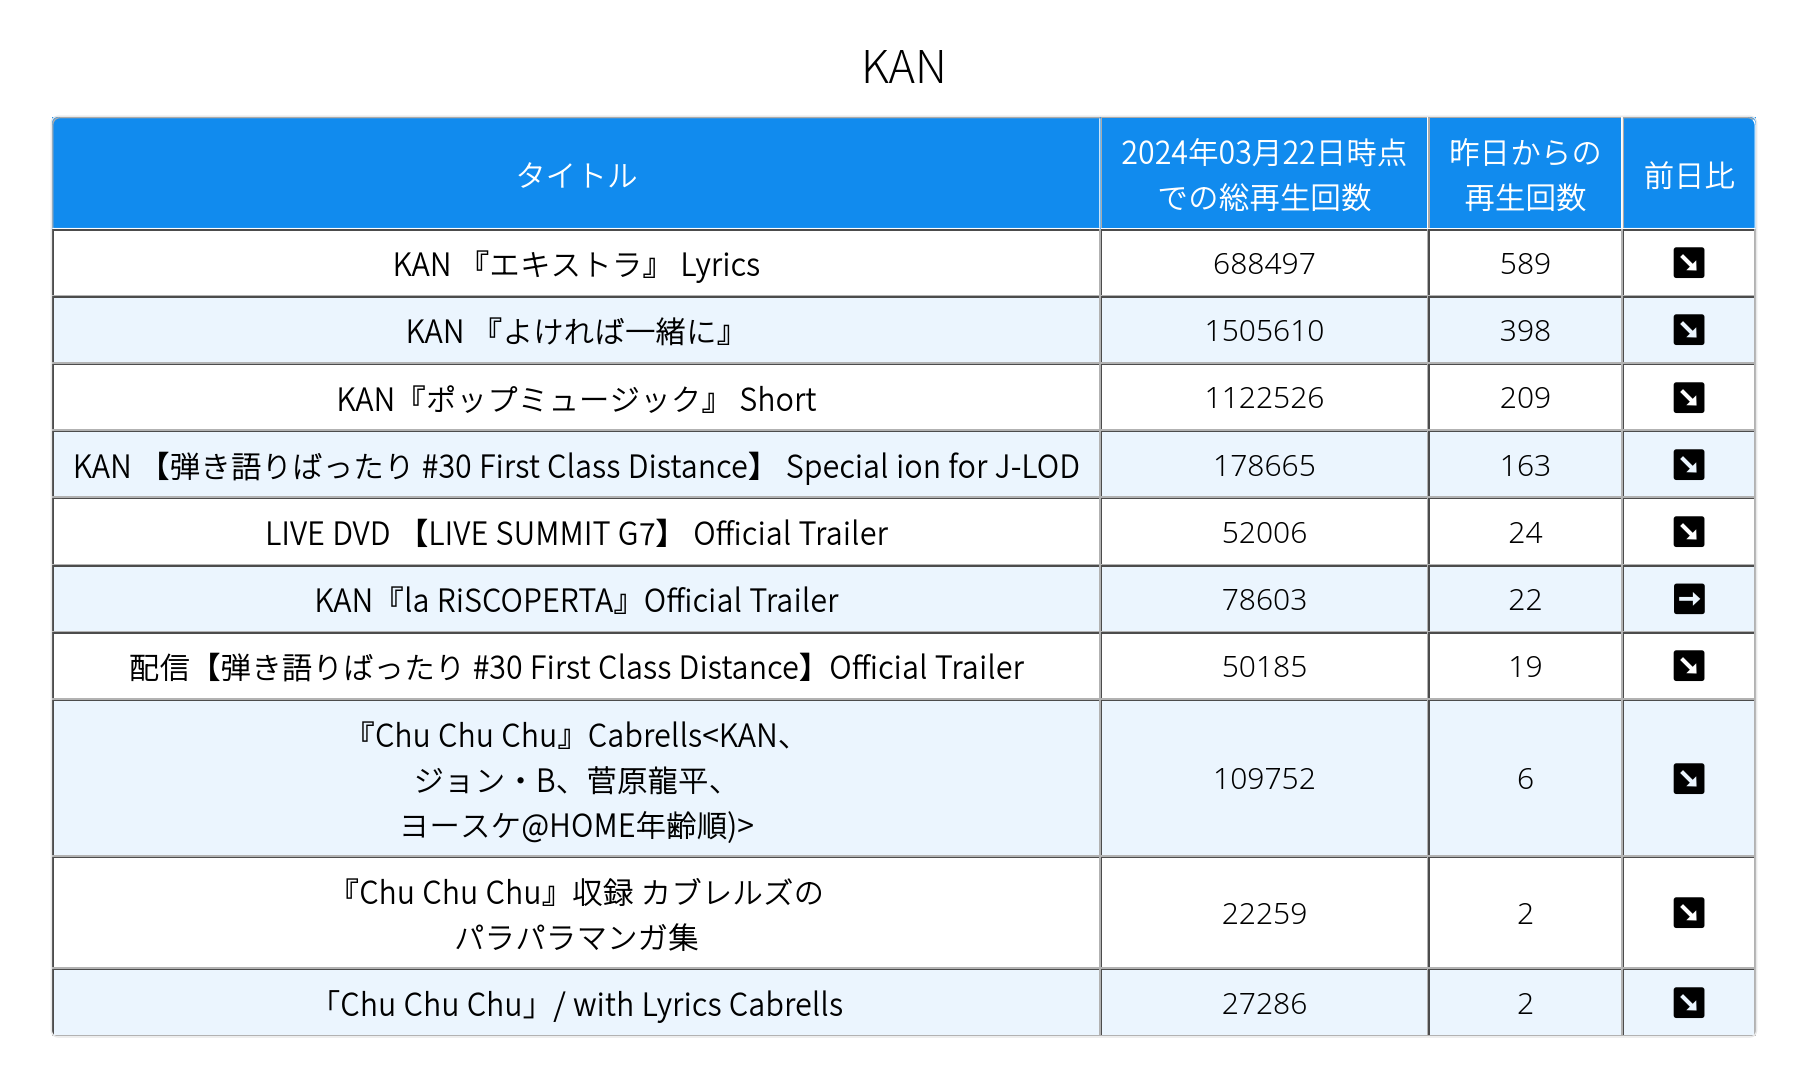 KAN
タイトル
2024年03月22日時点
での総再生回数
昨日からの
再生回数
前日比
KAN 『エキストラ』 Lyrics
688497
589
KAN 『よければ一緒に』
1505610
398
KAN『ポップミュージック』 Short
1122526
209
KAN 【弾き語りばったり #30 First Class Distance】 Special ion for J-LOD
178665
163
LIVE DVD 【LIVE SUMMIT G7】 Official Trailer
52006
24
KAN『la RiSCOPERTA』Official Trailer
78603
22
配信【弾き語りばったり #30 First Class Distance】Official Trailer
50185
19
『Chu Chu Chu』Cabrells<KAN、
ジョン・B、菅原龍平、
ヨースケ@HOME年齢順)>
109752
6
『Chu Chu Chu』収録 カブレルズの
パラパラマンガ集
22259
2
「Chu Chu Chu」/ with Lyrics Cabrells
27286
2